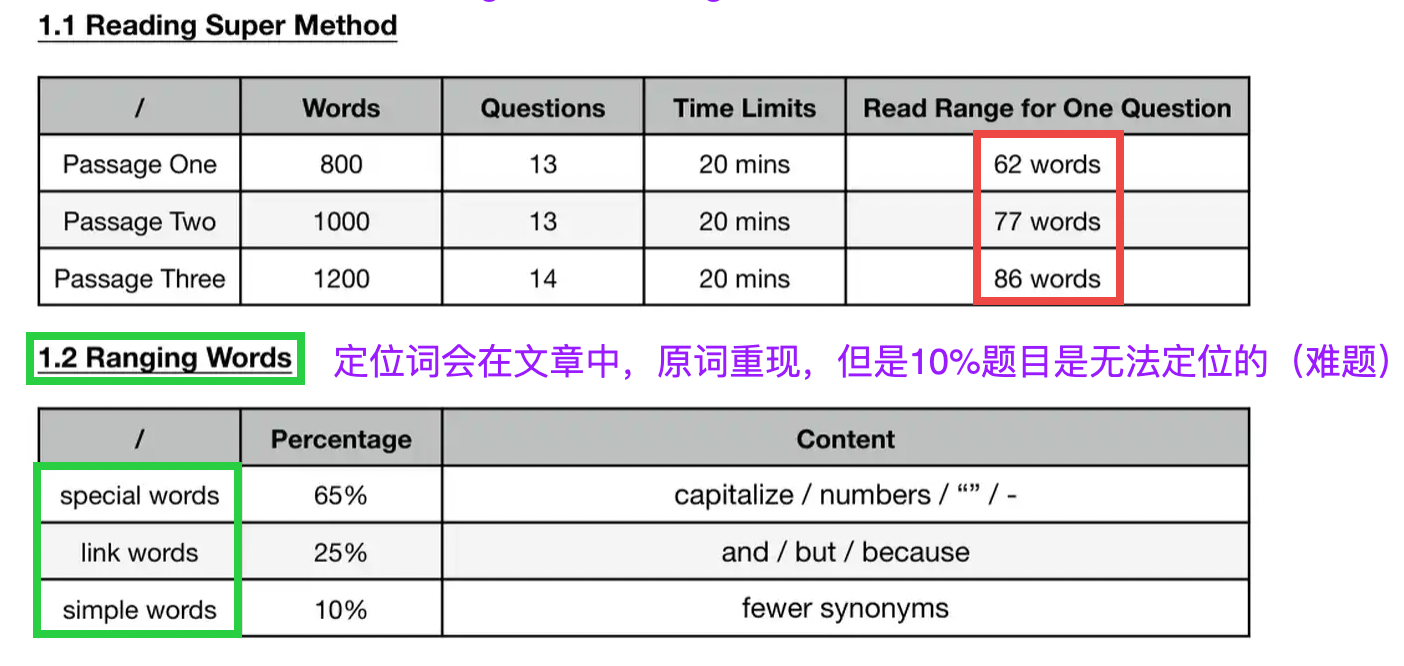 1.1 Reading Super Method
/ Words Questions Time Limits Read Range for One Question
Passage One 800 13 20 mins 62 words
Passage Two 1000 13 20 mins 77 words
Passage Three 1200 14 20 mins 86 words
1.2 Ranging Words 定位词会在文章中，原词重现，但是10%题目是无法定位的（难题）
/ Percentage Content
special words 65% capitalize / numbers / “” / -
link words 25% and / but / because
simple words 10% fewer synonyms